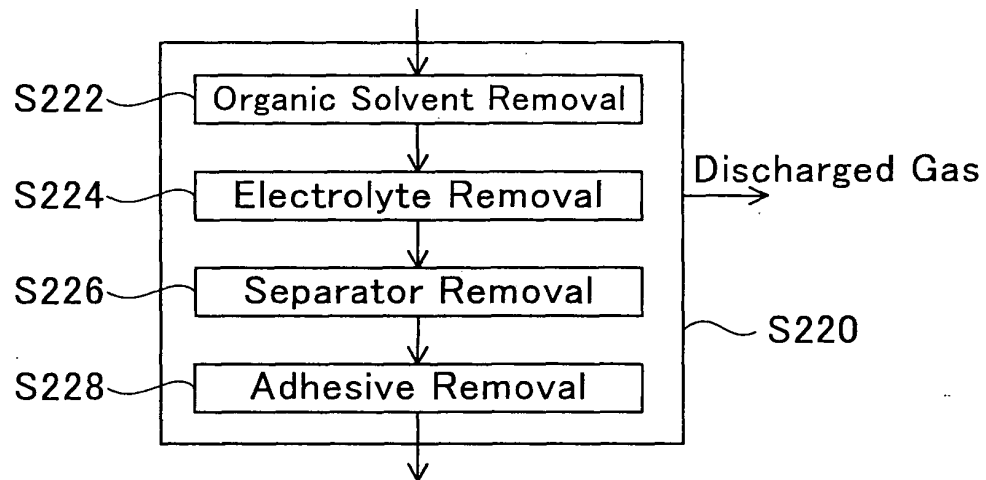 S222
Organic Solvent Removal
Discharged Gas
S224
Electrolyte Removal
S226
Separator Removal
S220
S228
Adhesive Removal